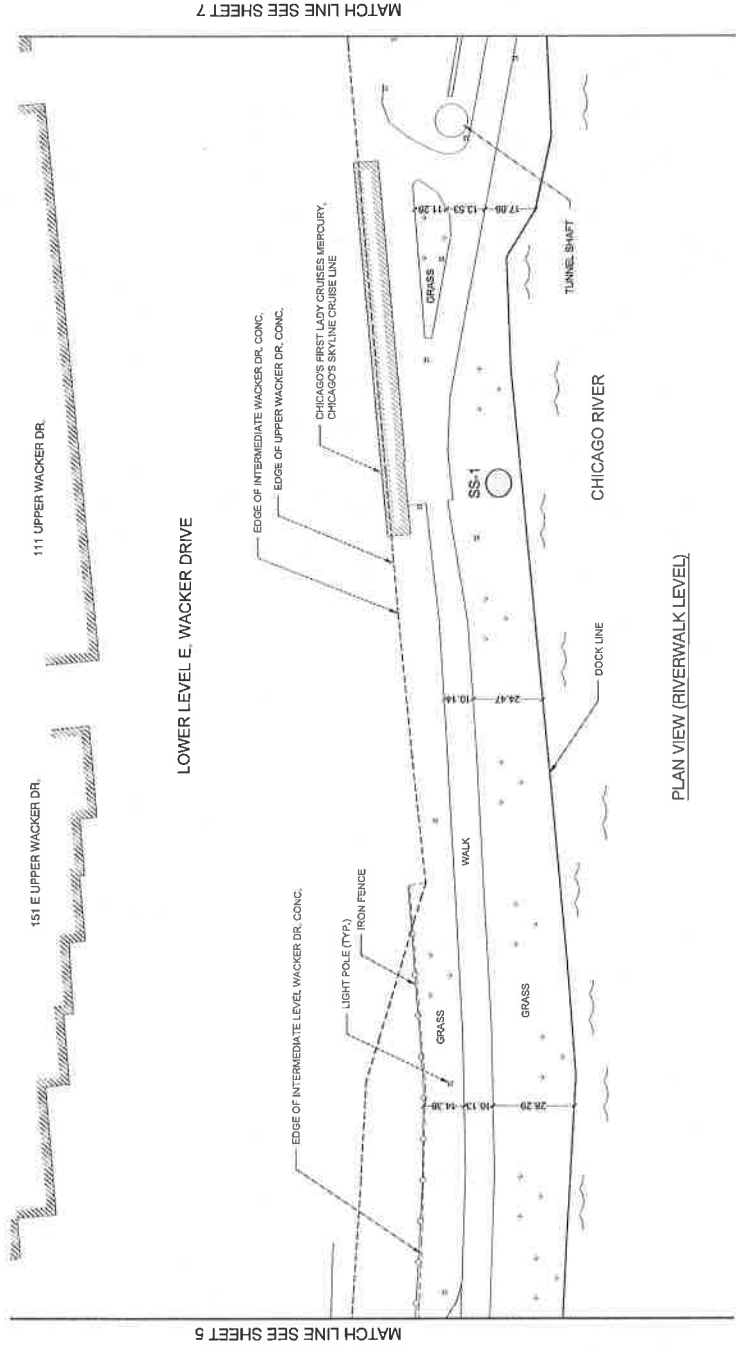 MATCH LINE SEE SHEET 5
MATCH LINE SEE SHEET 7
151 E UPPER WACKER DR.
111 UPPER WACKER DR.
LOWER LEVEL E. WACKER DRIVE
EDGE OF INTERMEDIATE LEVEL WACKER DR. CONC.
LIGHT POLE (TYP.)
IRON FENCE
EDGE OF INTERMEDIATE WACKER DR. CONC.
EDGE OF UPPER WACKER DR. CONC.
CHICAGO'S FIRST LADY CRUISES MERCURY,
CHICAGO'S SKYLINE CRUISE LINE
GRASS
WALK
GRASS
GRASS
14.38
10.13
28.29
10.14
24.47
11.28
13.53
17.88
SS-1
TUNNEL SHAFT
DOCK LINE
CHICAGO RIVER
PLAN VIEW (RIVERWALK LEVEL)